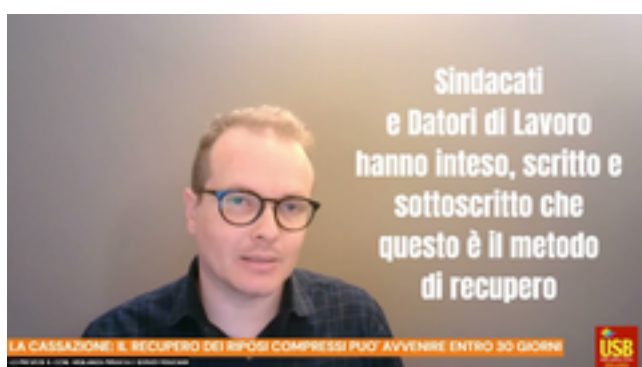 Sindacati
e Datori di Lavoro
hanno inteso, scritto e
sottoscritto che
questo è il metodo
di recupero
LA CASSAZIONE: IL RECUPERO DEI RIPOSI COMPRESSI PUO' AVVENIRE ENTRO 30 GIORNI
USB